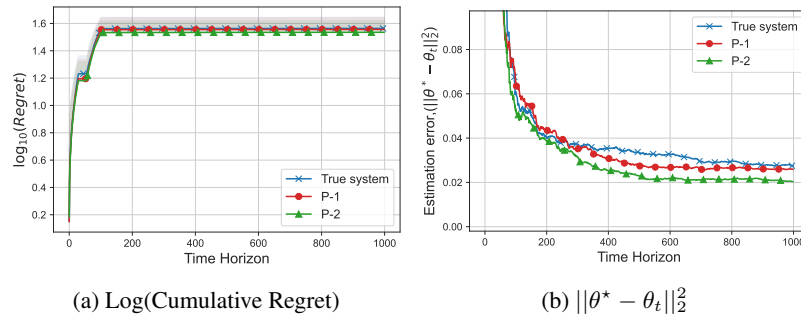 1.6
1.4
1.2
1.0
0.8
0.6
0.4
0.2
log₁₀(Regret)
True system
P-1
P-2
0 200 400 600 800 1000
Time Horizon
(a) Log(Cumulative Regret)
0.08
0.06
0.04
0.02
0.00
Estimation error,(||θ* − θₜ||₂²)
True system
P-1
P-2
0 200 400 600 800 1000
Time Horizon
(b) ||θ⋆ − θₜ||₂²